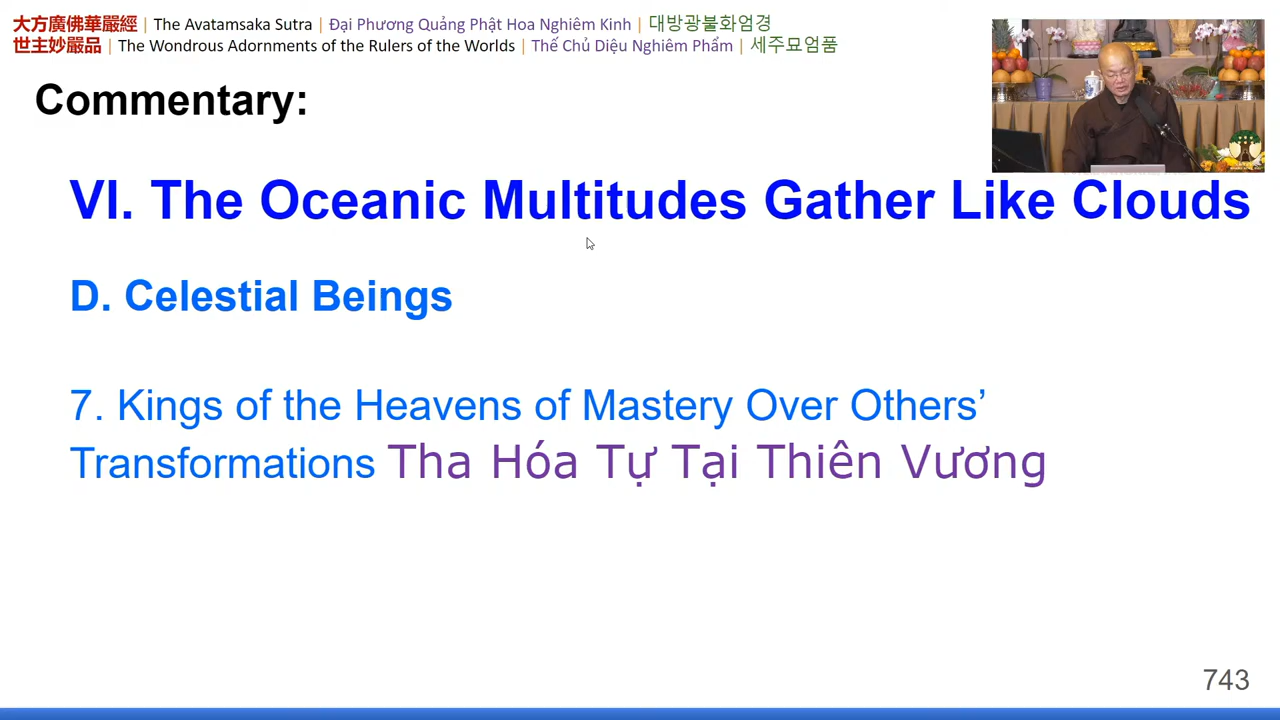 大方廣佛華嚴經 | The Avatamsaka Sutra | Đại Phương Quảng Phật Hoa Nghiêm Kinh | 대방광불화엄경
世主妙嚴品 | The Wondrous Adornments of the Rulers of the Worlds | Thế Chủ Diệu Nghiêm Phẩm | 세주묘엄품
Commentary:
VI. The Oceanic Multitudes Gather Like Clouds
D. Celestial Beings
7. Kings of the Heavens of Mastery Over Others’
Transformations Tha Hóa Tự Tại Thiên Vương
743